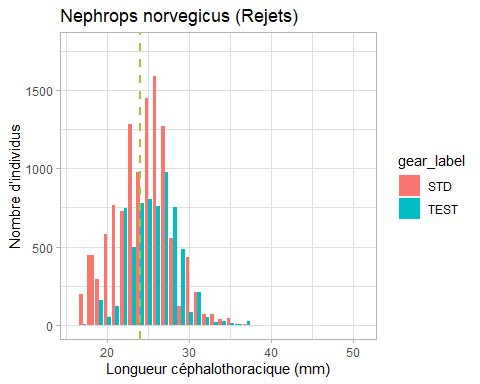 Nephrops norvegicus (Rejets)
Nombre d'individus
1500
1000
500
0
20
30
40
50
Longueur céphalothoracique (mm)
gear_label
STD
TEST